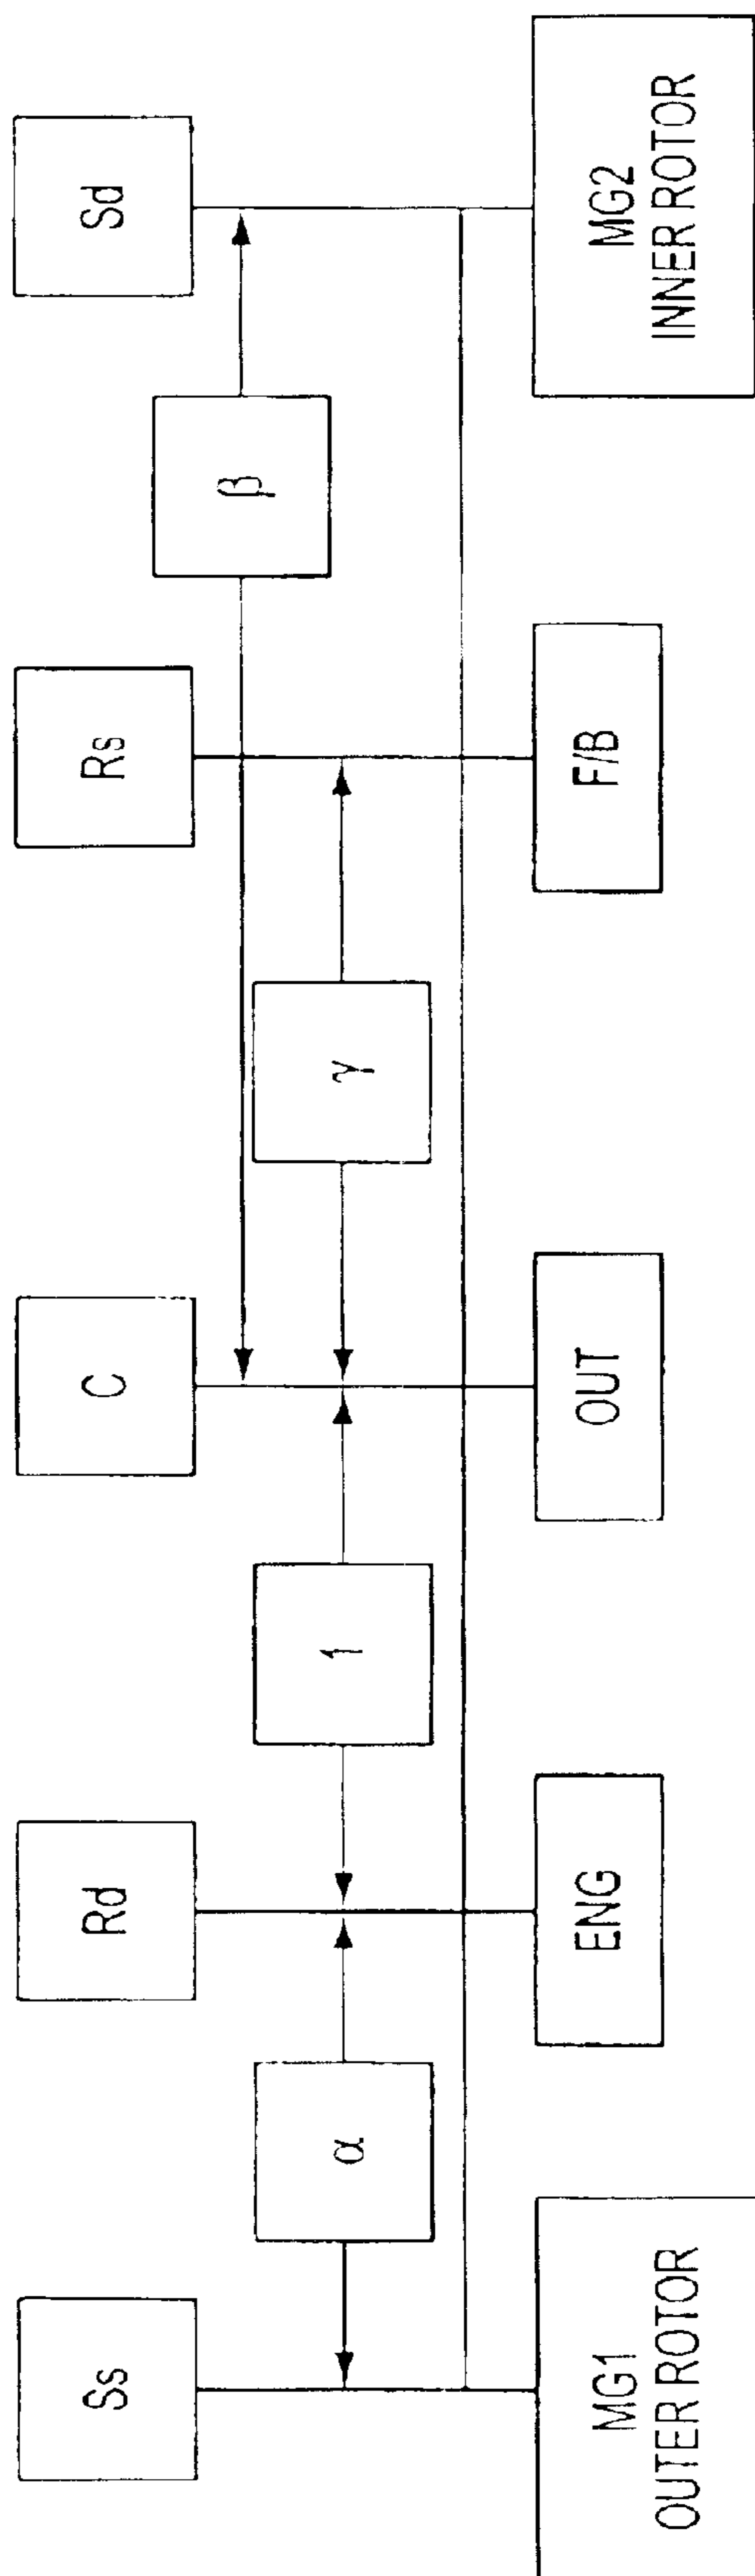 Ss
Rd
C
Rs
Sd
β
α
1
γ
MG1
OUTER ROTOR
ENG
OUT
F/B
MG2
INNER ROTOR